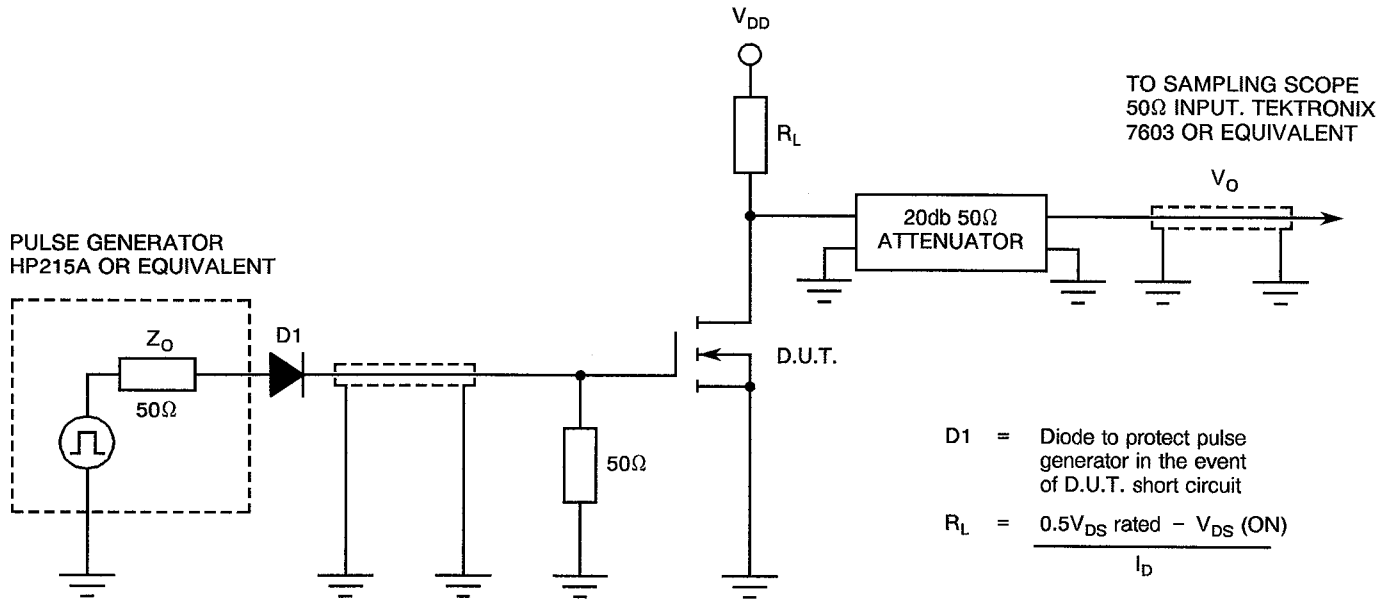 V_DD
R_L
TO SAMPLING SCOPE
50Ω INPUT. TEKTRONIX
7603 OR EQUIVALENT
V_O
20db 50Ω
ATTENUATOR
PULSE GENERATOR
HP215A OR EQUIVALENT
Z_O
50Ω
D1
50Ω
D.U.T.
D1 = Diode to protect pulse
generator in the event
of D.U.T. short circuit
R_L = 0.5V_DS rated − V_DS (ON)
I_D